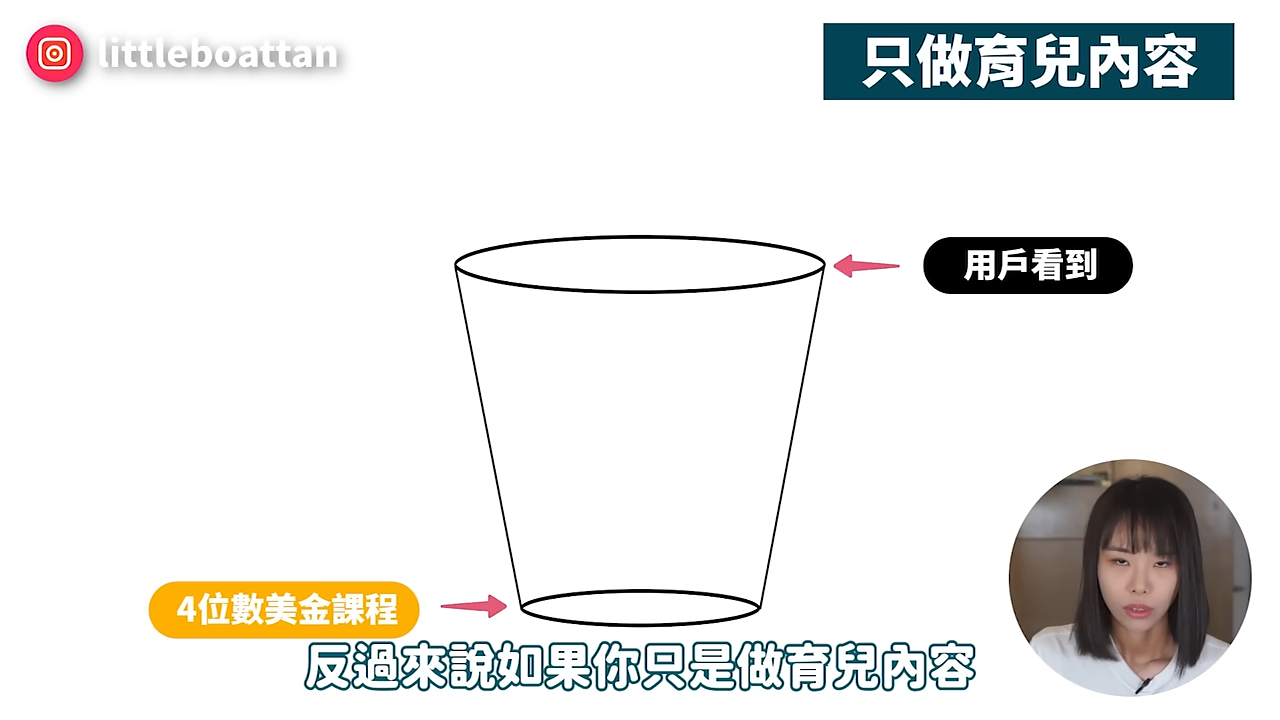 littleboattan
只做育兒內容
用戶看到
4位數美金課程
反過來說如果你只是做育兒內容